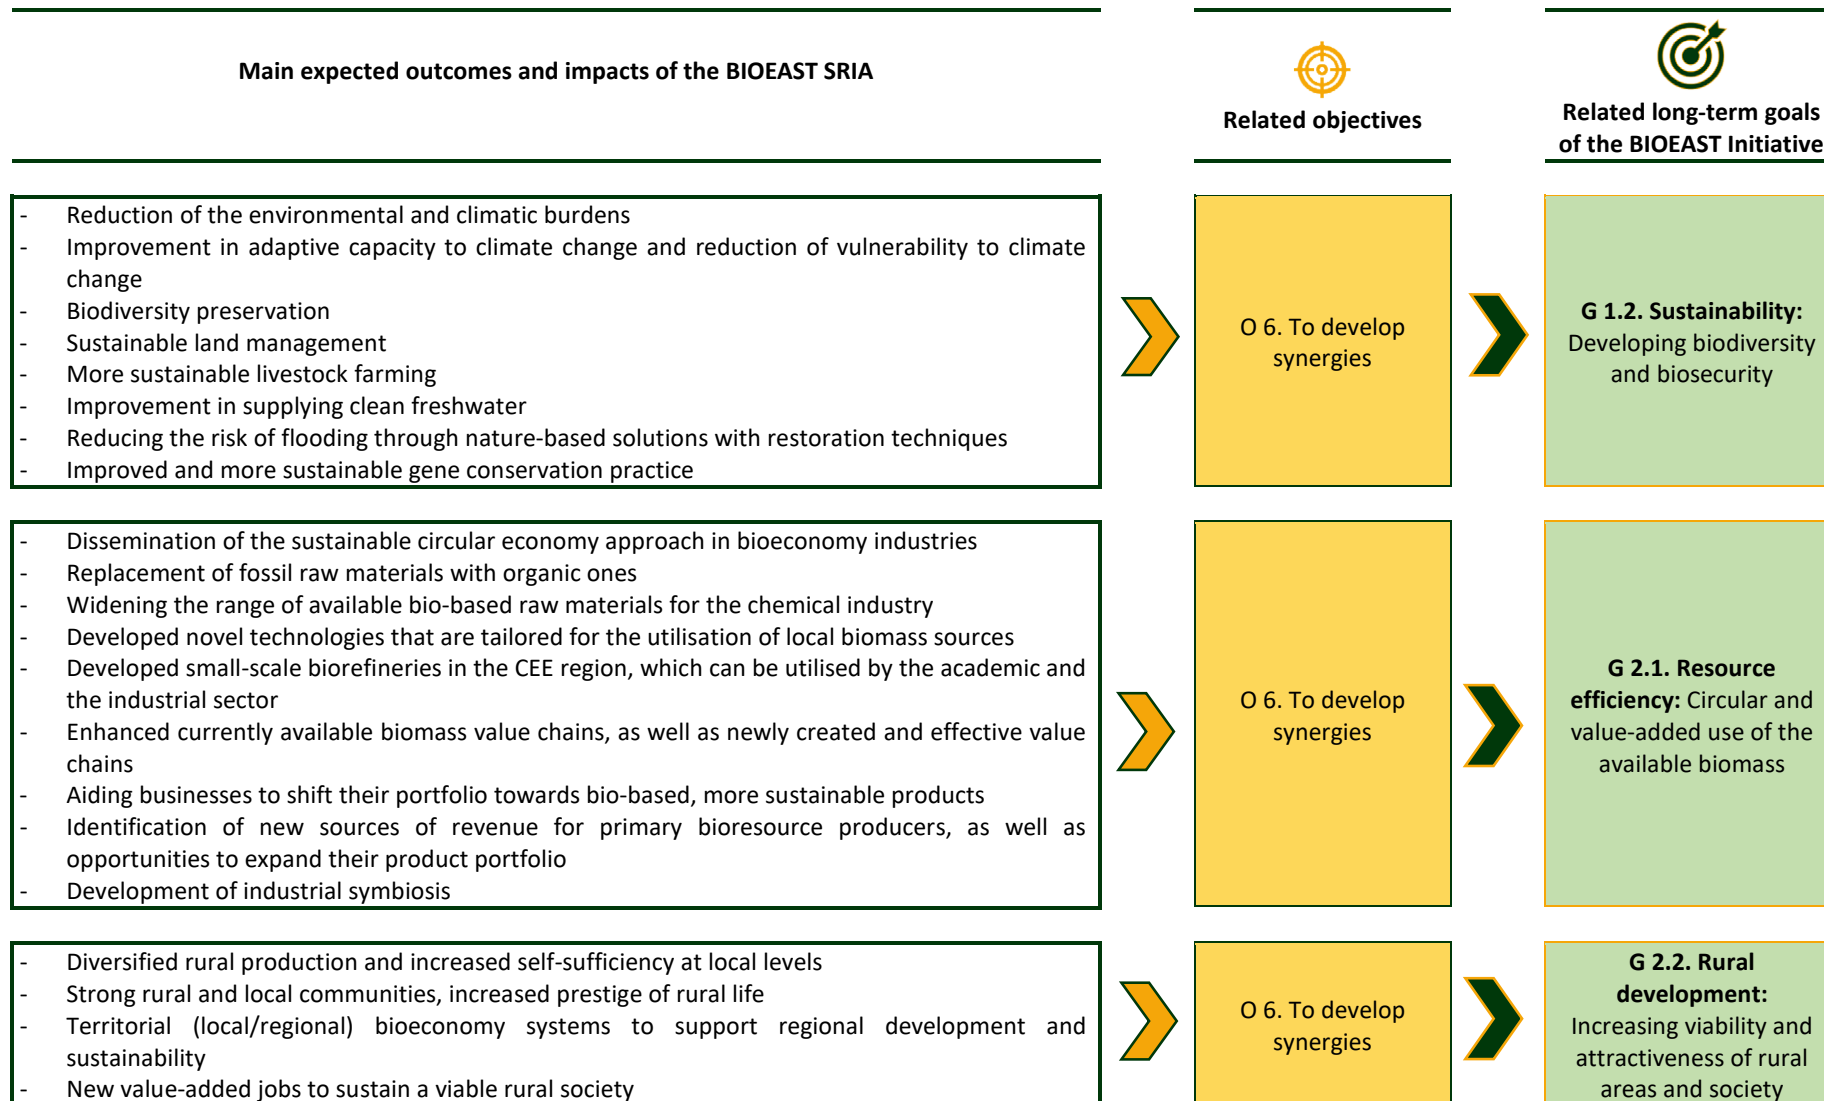 Main expected outcomes and impacts of the BIOEAST SRIA
Related objectives
Related long-term goals
of the BIOEAST Initiative
- Reduction of the environmental and climatic burdens
- Improvement in adaptive capacity to climate change and reduction of vulnerability to climate
change
- Biodiversity preservation
- Sustainable land management
- More sustainable livestock farming
- Improvement in supplying clean freshwater
- Reducing the risk of flooding through nature-based solutions with restoration techniques
- Improved and more sustainable gene conservation practice
O 6. To develop
synergies
G 1.2. Sustainability:
Developing biodiversity
and biosecurity
- Dissemination of the sustainable circular economy approach in bioeconomy industries
- Replacement of fossil raw materials with organic ones
- Widening the range of available bio-based raw materials for the chemical industry
- Developed novel technologies that are tailored for the utilisation of local biomass sources
- Developed small-scale biorefineries in the CEE region, which can be utilised by the academic and
the industrial sector
- Enhanced currently available biomass value chains, as well as newly created and effective value
chains
- Aiding businesses to shift their portfolio towards bio-based, more sustainable products
- Identification of new sources of revenue for primary bioresource producers, as well as
opportunities to expand their product portfolio
- Development of industrial symbiosis
O 6. To develop
synergies
G 2.1. Resource
efficiency: Circular and
value-added use of the
available biomass
- Diversified rural production and increased self-sufficiency at local levels
- Strong rural and local communities, increased prestige of rural life
- Territorial (local/regional) bioeconomy systems to support regional development and
sustainability
- New value-added jobs to sustain a viable rural society
O 6. To develop
synergies
G 2.2. Rural
development:
Increasing viability and
attractiveness of rural
areas and society